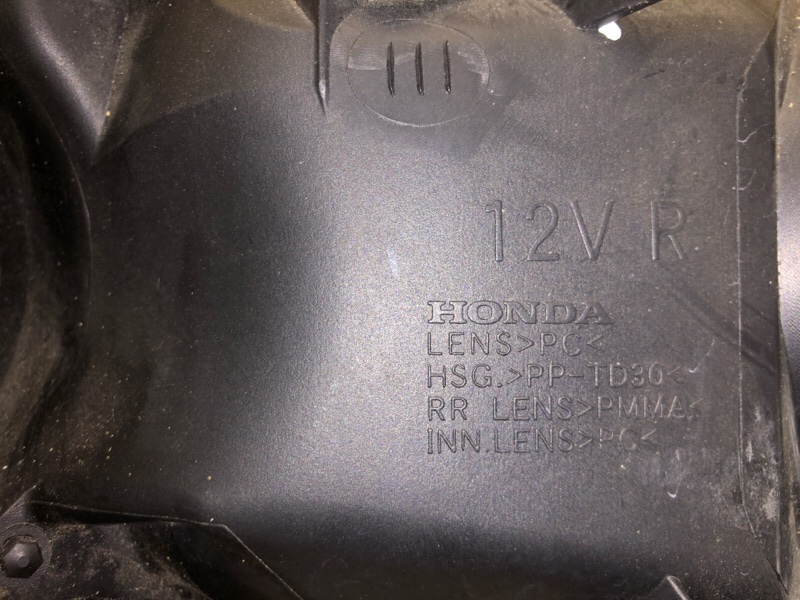 12V R
HONDA
LENS>PC<
HSG.>PP-TD30<
RR LENS>PMMA<
INN.LENS>PC<